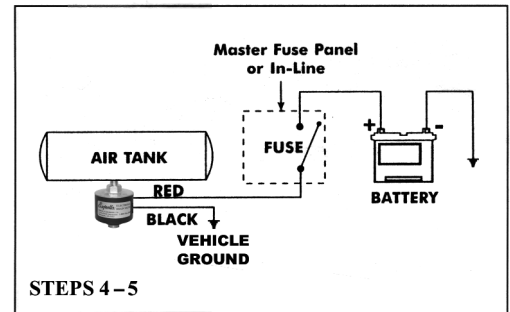 Master Fuse Panel
or In-Line
FUSE
+
-
BATTERY
AIR TANK
RED
BLACK
VEHICLE
GROUND
STEPS 4–5